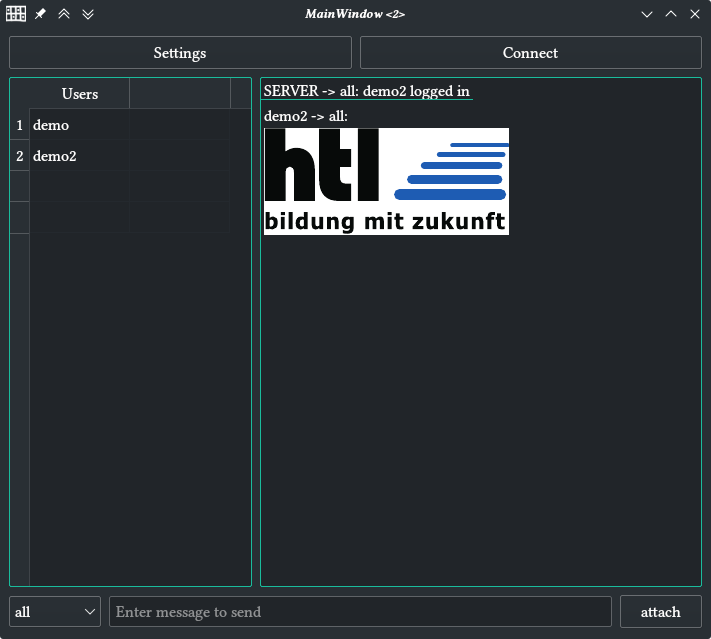 MainWindow <2>
Settings
Connect
Users
1 demo
2 demo2
SERVER -> all: demo2 logged in
demo2 -> all:
htl
bildung mit zukunft
all
Enter message to send
attach